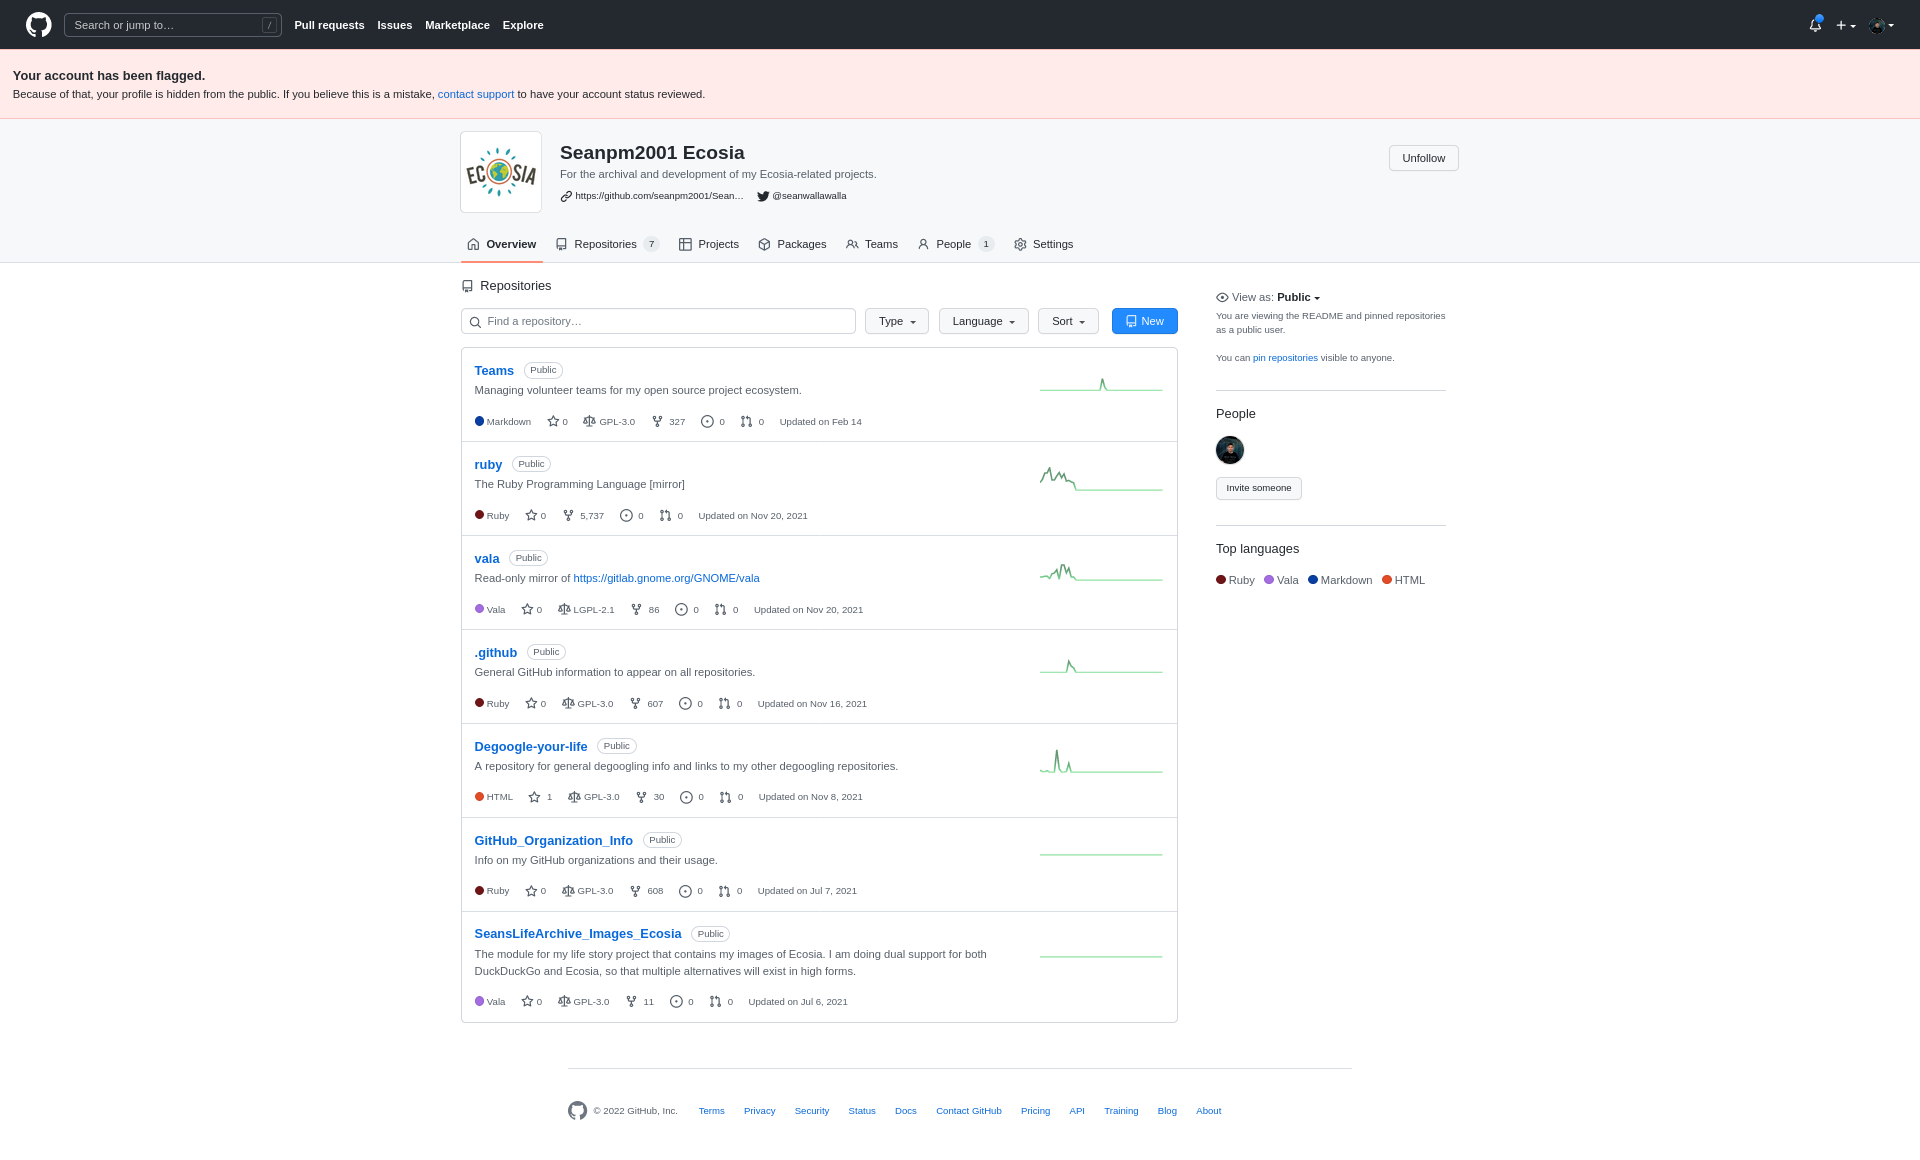 Search or jump to… /
Pull requests Issues Marketplace Explore
Your account has been flagged.
Because of that, your profile is hidden from the public. If you believe this is a mistake, contact support to have your account status reviewed.
ECOSIA
Seanpm2001 Ecosia
For the archival and development of my Ecosia-related projects.
https://github.com/seanpm2001/Sean… @seanwallawalla
Unfollow
Overview Repositories 7 Projects Packages Teams People 1 Settings
Repositories
Find a repository… Type Language Sort New
Teams Public
Managing volunteer teams for my open source project ecosystem.
Markdown 0 GPL-3.0 327 0 0 Updated on Feb 14
ruby Public
The Ruby Programming Language [mirror]
Ruby 0 5,737 0 0 Updated on Nov 20, 2021
vala Public
Read-only mirror of https://gitlab.gnome.org/GNOME/vala
Vala 0 LGPL-2.1 86 0 0 Updated on Nov 20, 2021
.github Public
General GitHub information to appear on all repositories.
Ruby 0 GPL-3.0 607 0 0 Updated on Nov 16, 2021
Degoogle-your-life Public
A repository for general degoogling info and links to my other degoogling repositories.
HTML 1 GPL-3.0 30 0 0 Updated on Nov 8, 2021
GitHub_Organization_Info Public
Info on my GitHub organizations and their usage.
Ruby 0 GPL-3.0 608 0 0 Updated on Jul 7, 2021
SeansLifeArchive_Images_Ecosia Public
The module for my life story project that contains my images of Ecosia. I am doing dual support for both
DuckDuckGo and Ecosia, so that multiple alternatives will exist in high forms.
Vala 0 GPL-3.0 11 0 0 Updated on Jul 6, 2021
View as: Public
You are viewing the README and pinned repositories
as a public user.
You can pin repositories visible to anyone.
People
Invite someone
Top languages
Ruby Vala Markdown HTML
© 2022 GitHub, Inc. Terms Privacy Security Status Docs Contact GitHub Pricing API Training Blog About